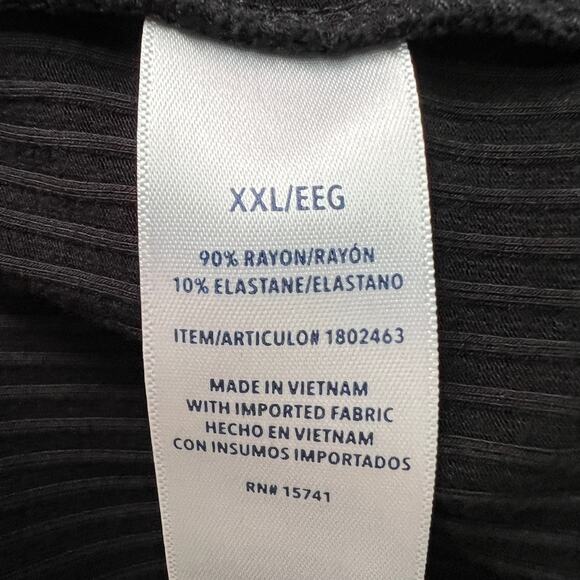 XXL/EEG
90% RAYON/RAYÓN
10% ELASTANE/ELASTANO
ITEM/ARTICULO# 1802463
MADE IN VIETNAM
WITH IMPORTED FABRIC
HECHO EN VIETNAM
CON INSUMOS IMPORTADOS
RN# 15741